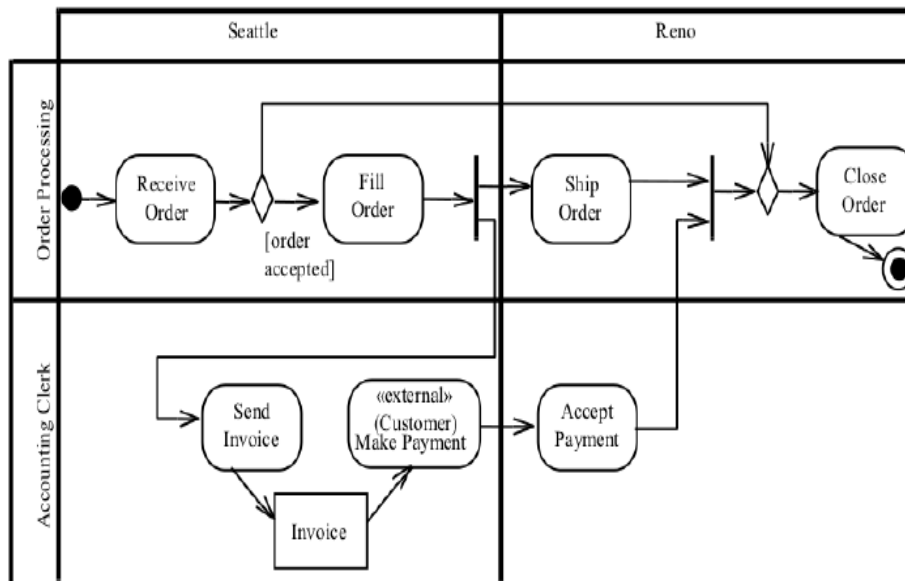 Seattle
Reno
Order Processing
Receive
Order
[order
accepted]
Fill
Order
Ship
Order
Close
Order
Accounting Clerk
Send
Invoice
Invoice
«external»
(Customer)
Make Payment
Accept
Payment